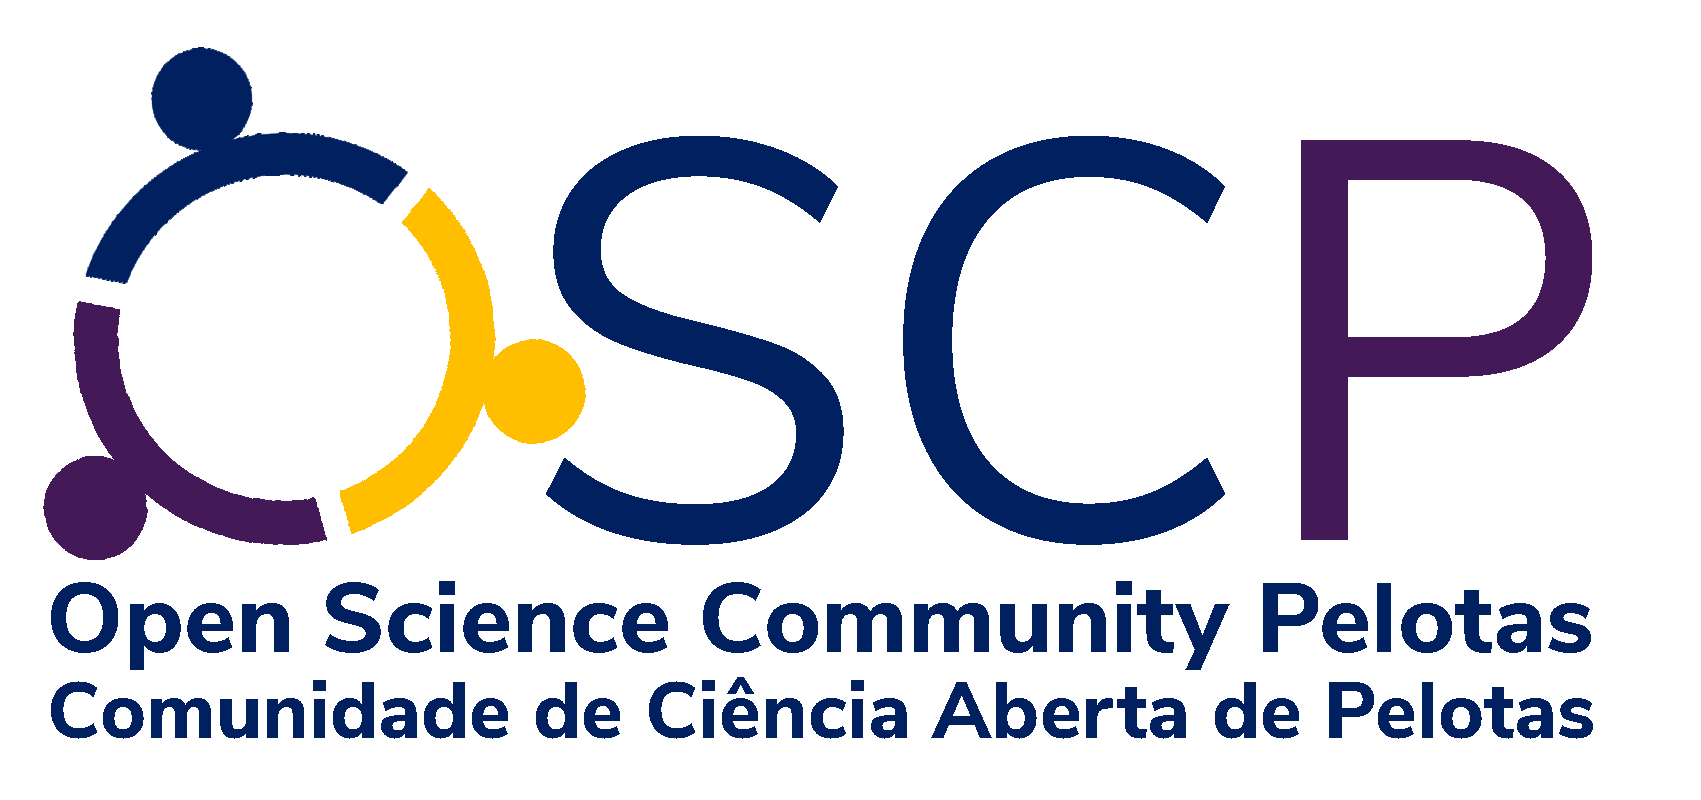 OSCP
Open Science Community Pelotas
Comunidade de Ciência Aberta de Pelotas